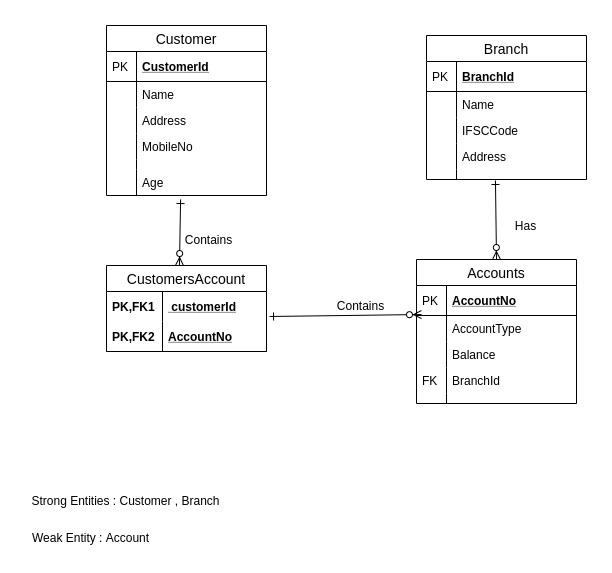 Customer
PK CustomerId
Name
Address
MobileNo
Age
Branch
PK BranchId
Name
IFSCCode
Address
Contains
Has
CustomersAccount
PK,FK1 customerId
PK,FK2 AccountNo
Contains
Accounts
PK AccountNo
AccountType
Balance
FK BranchId
Strong Entities : Customer , Branch
Weak Entity : Account